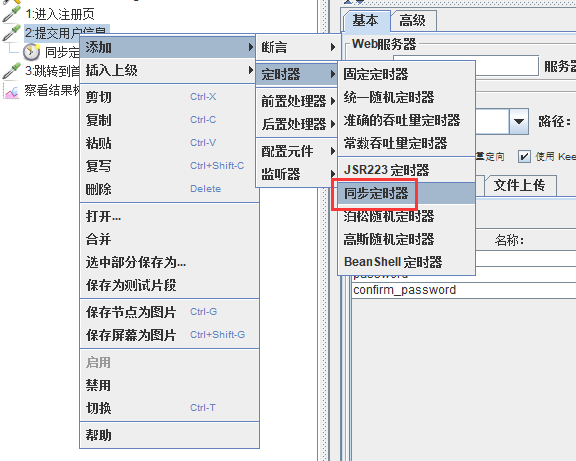 1:进入注册页
2:提交用户信息
同步定
3:跳转到首
察看结果树
添加
插入上级
剪切 Ctrl-X
复制 Ctrl-C
粘贴 Ctrl-V
复写 Ctrl+Shift-C
删除 Delete
打开...
合并
选中部分保存为...
保存为测试片段
保存节点为图片 Ctrl-G
保存屏幕为图片 Ctrl+Shift-G
启用
禁用
切换 Ctrl-T
帮助
断言
定时器
前置处理器
后置处理器
配置元件
监听器
固定定时器
统一随机定时器
准确的吞吐量定时器
常数吞吐量定时器
JSR223 定时器
同步定时器
泊松随机定时器
高斯随机定时器
BeanShell 定时器
基本 高级
Web服务器
服务器
路径:
重定向 使用 Kee
文件上传
名称:
password
confirm_password